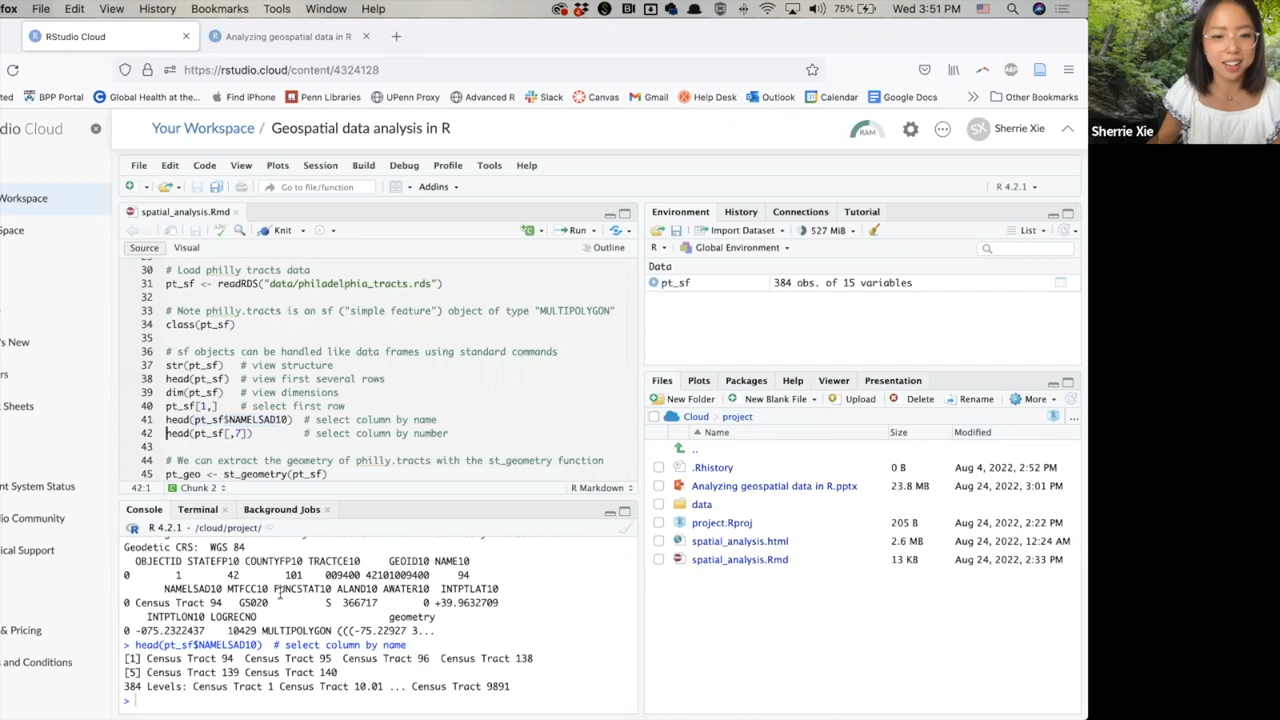 fox File Edit View History Bookmarks Tools Window Help 75% Wed 3:51 PM
RStudio Cloud Analyzing geospatial data in R
https://rstudio.cloud/content/4324128
ted BPP Portal Global Health at the... Find iPhone Penn Libraries UPenn Proxy Advanced R Slack Canvas Gmail Help Desk Outlook Calendar Google Docs Other Bookmarks
dio Cloud Your Workspace / Geospatial data analysis in R RAM SX Sherrie Xie
Sherrie Xie
File Edit Code View Plots Session Build Debug Profile Tools Help
Go to file/function Addins R 4.2.1
Workspace
pace
's New
rs
t Sheets
ent System Status
dio Community
ical Support
g & Pricing
s and Conditions
spatial_analysis.Rmd
Knit Run
Source Visual Outline
30 # Load philly tracts data
31 pt_sf <- readRDS("data/philadelphia_tracts.rds")
32
33 # Note philly.tracts is an sf ("simple feature") object of type "MULTIPOLYGON"
34 class(pt_sf)
35
36 # sf objects can be handled like data frames using standard commands
37 str(pt_sf) # view structure
38 head(pt_sf) # view first several rows
39 dim(pt_sf) # view dimensions
40 pt_sf[1,] # select first row
41 head(pt_sf$NAMELSAD10) # select column by name
42 head(pt_sf[,7]) # select column by number
43
44 # We can extract the geometry of philly.tracts with the st_geometry function
45 pt_geo <- st_geometry(pt_sf)
42:1 Chunk 2 R Markdown
Console Terminal Background Jobs
R 4.2.1 · /cloud/project/
Geodetic CRS: WGS 84
OBJECTID STATEFP10 COUNTYFP10 TRACTCE10 GEOID10 NAME10
0 1 42 101 009400 42101009400 94
NAMELSAD10 MTFCC10 FUNCSTAT10 ALAND10 AWATER10 INTPTLAT10
0 Census Tract 94 G5020 S 366717 0 +39.9632709
INTPTLON10 LOGRECNO geometry
0 -075.2322437 10429 MULTIPOLYGON (((-75.22927 3...
> head(pt_sf$NAMELSAD10) # select column by name
[1] Census Tract 94 Census Tract 95 Census Tract 96 Census Tract 138
[5] Census Tract 139 Census Tract 140
384 Levels: Census Tract 1 Census Tract 10.01 ... Census Tract 9891
>
Environment History Connections Tutorial
Import Dataset 527 MiB List
R Global Environment
Data
pt_sf 384 obs. of 15 variables
Files Plots Packages Help Viewer Presentation
New Folder New Blank File Upload Delete Rename More
Cloud project
Name Size Modified
..
.Rhistory 0 B Aug 4, 2022, 2:52 PM
Analyzing geospatial data in R.pptx 23.8 MB Aug 24, 2022, 3:01 PM
data
project.Rproj 205 B Aug 24, 2022, 2:22 PM
spatial_analysis.html 2.6 MB Aug 24, 2022, 12:24 AM
spatial_analysis.Rmd 13 KB Aug 24, 2022, 2:33 PM